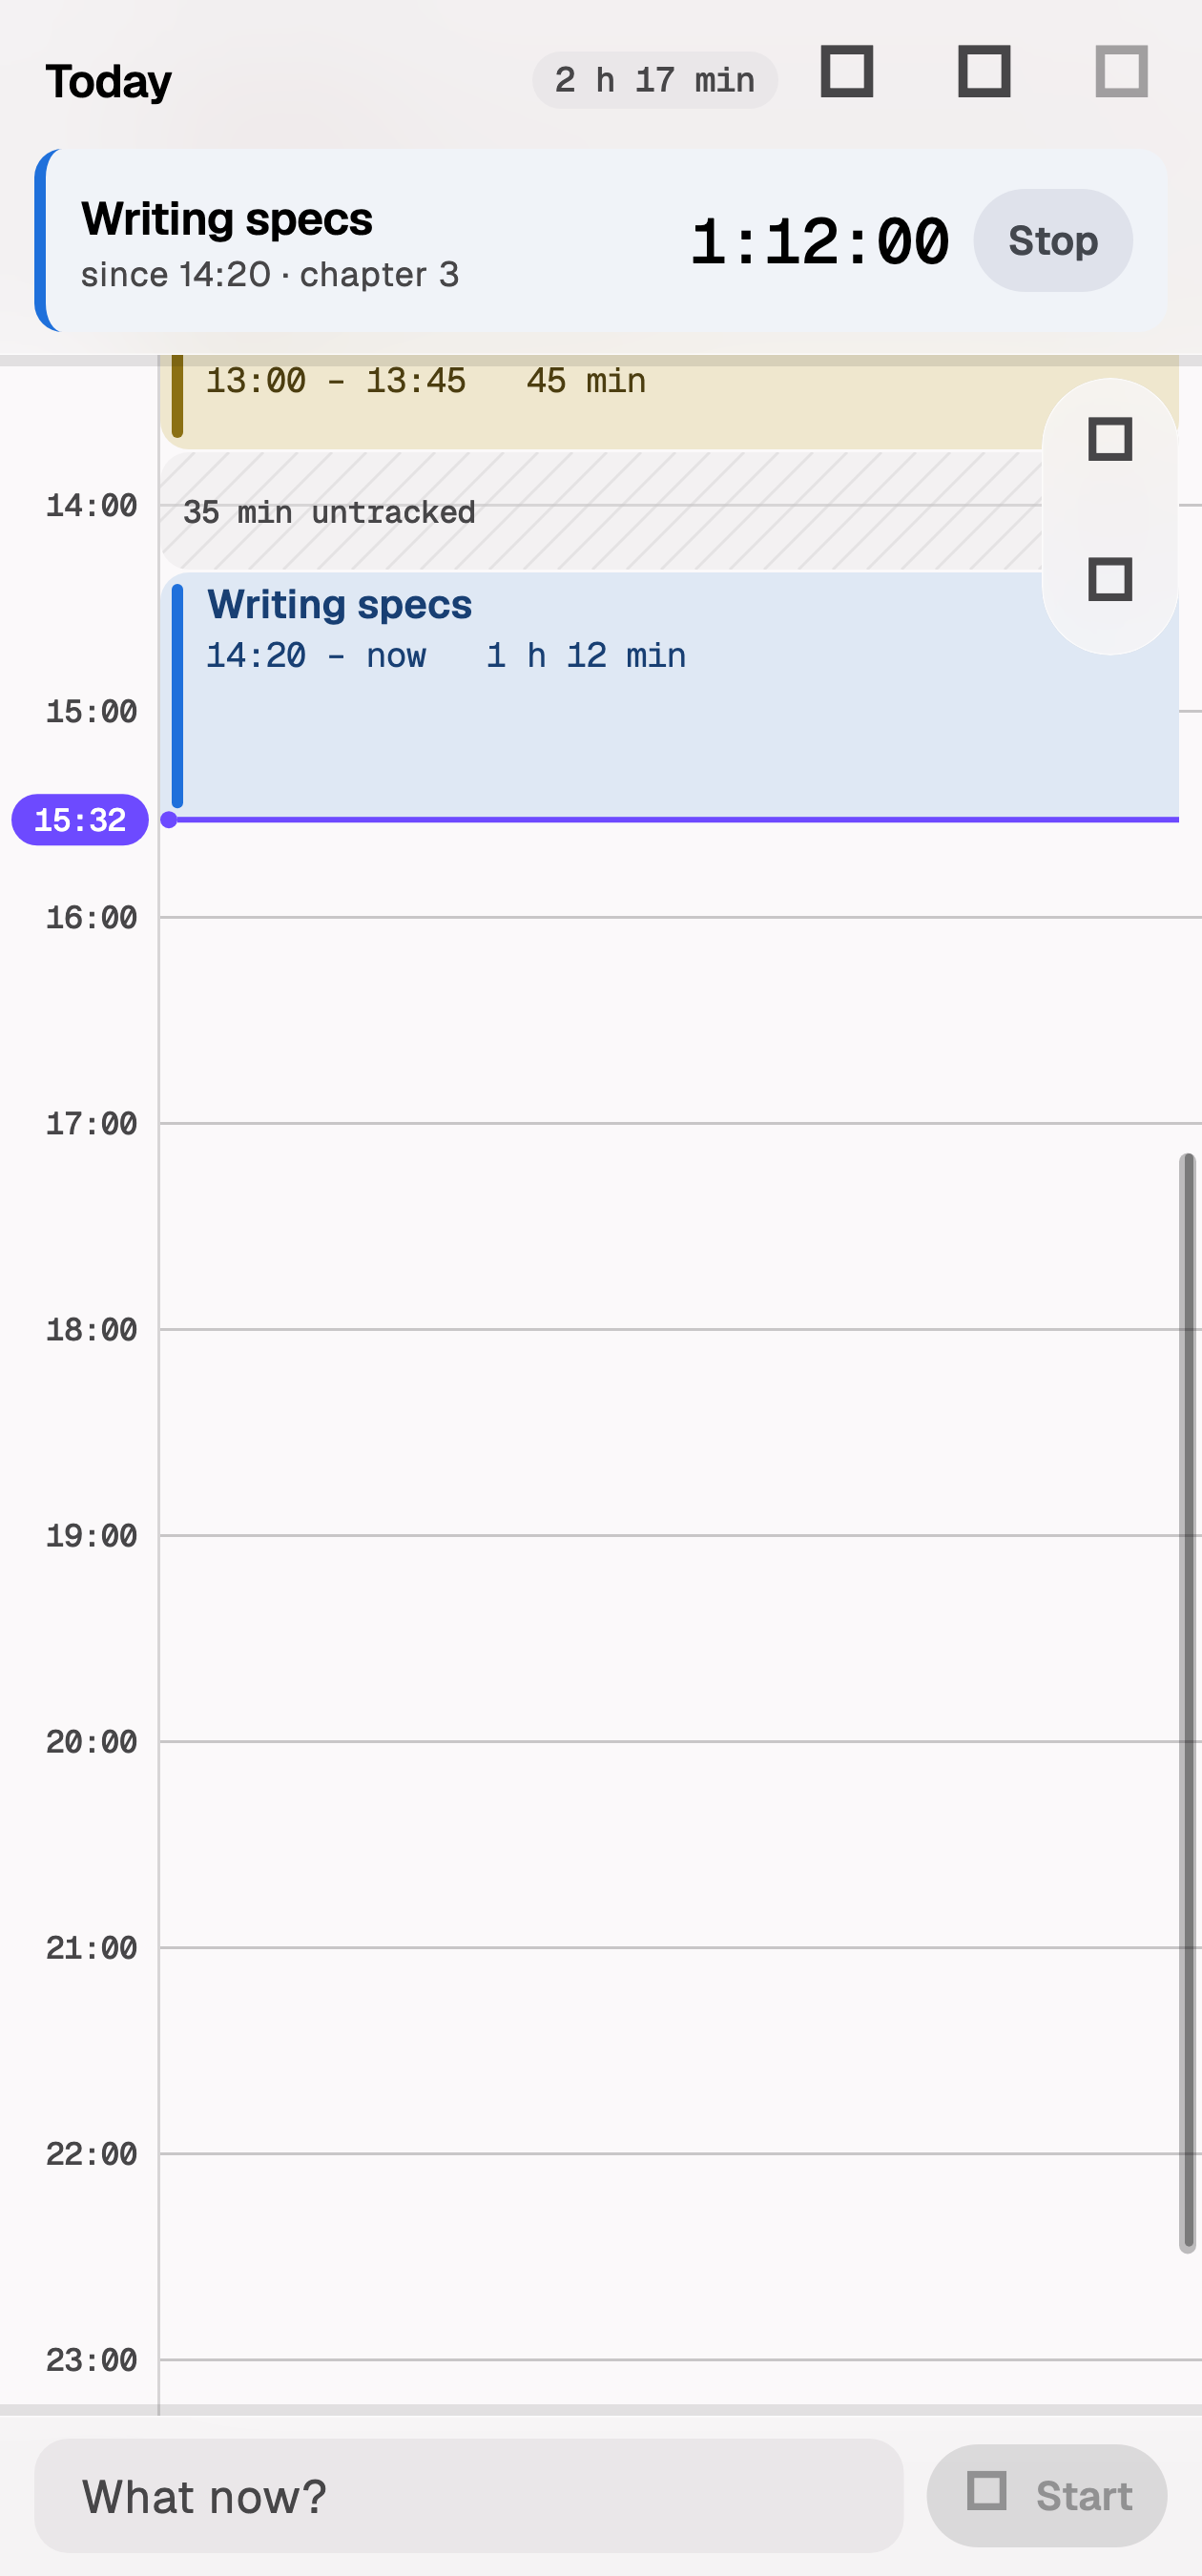 Today
2 h 17 min
Writing specs
since 14:20 · chapter 3
1:12:00
Stop
13:00 – 13:45 45 min
14:00
35 min untracked
Writing specs
14:20 – now 1 h 12 min
15:00
15:32
16:00
17:00
18:00
19:00
20:00
21:00
22:00
23:00
What now?
Start